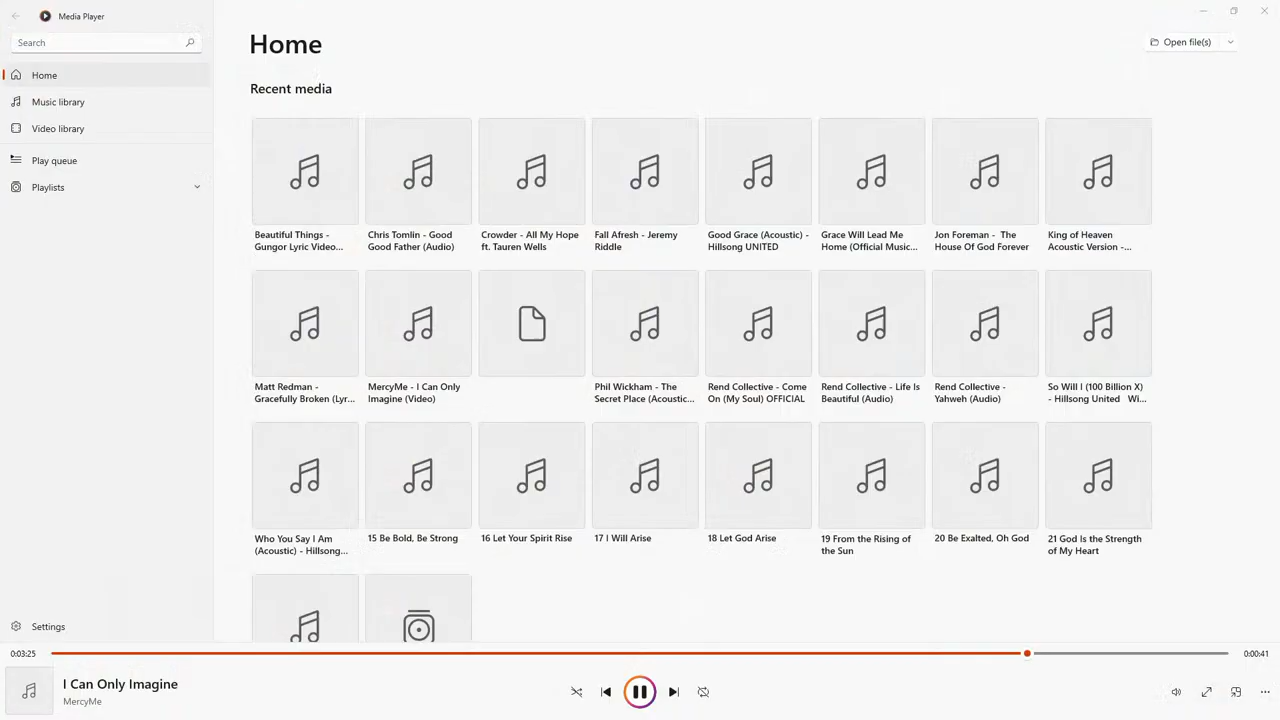 Media Player
Search
Home
Music library
Video library
Play queue
Playlists
Settings
Home
Open file(s)
Recent media
Beautiful Things -
Gungor Lyric Video...
Chris Tomlin - Good
Good Father (Audio)
Crowder - All My Hope
ft. Tauren Wells
Fall Afresh - Jeremy
Riddle
Good Grace (Acoustic) -
Hillsong UNITED
Grace Will Lead Me
Home (Official Music...
Jon Foreman - The
House Of God Forever
King of Heaven
Acoustic Version -...
Matt Redman -
Gracefully Broken (Lyr...
MercyMe - I Can Only
Imagine (Video)
Phil Wickham - The
Secret Place (Acoustic...
Rend Collective - Come
On (My Soul) OFFICIAL
Rend Collective - Life Is
Beautiful (Audio)
Rend Collective -
Yahweh (Audio)
So Will I (100 Billion X)
- Hillsong United Wi...
Who You Say I Am
(Acoustic) - Hillsong...
15 Be Bold, Be Strong
16 Let Your Spirit Rise
17 I Will Arise
18 Let God Arise
19 From the Rising of
the Sun
20 Be Exalted, Oh God
21 God Is the Strength
of My Heart
0:03:25
0:00:41
I Can Only Imagine
MercyMe